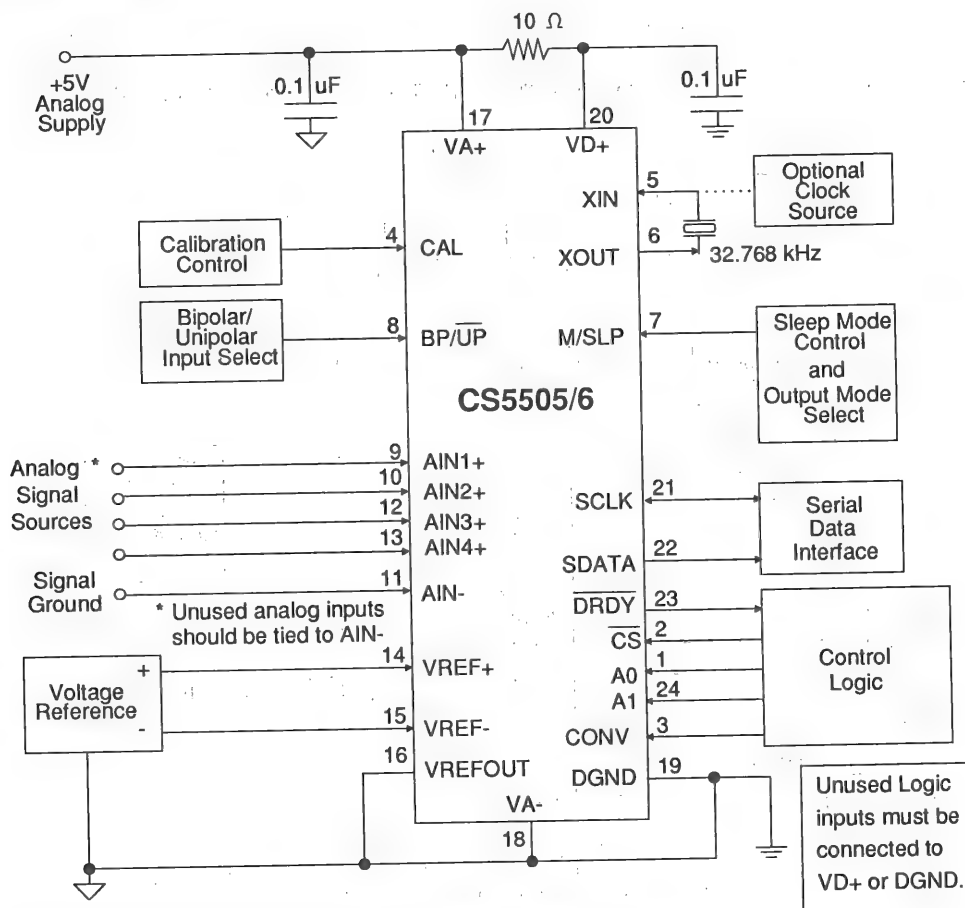 10 Ω
+5V
Analog
Supply
0.1 uF
0.1 uF
17
20
VA+
VD+
XIN
5
Optional
Clock
Source
Calibration
Control
4
CAL
XOUT
6
32.768 kHz
Bipolar/
Unipolar
Input Select
8
BP/U̅P̅
M/SLP
7
Sleep Mode
Control
and
Output Mode
Select
CS5505/6
Analog *
Signal
Sources
9
AIN1+
10
AIN2+
12
AIN3+
13
AIN4+
SCLK
21
SDATA
22
Serial
Data
Interface
Signal
Ground
11
AIN-
* Unused analog inputs
should be tied to AIN-
D̅R̅D̅Y̅
23
C̅S̅
2
A0
1
A1
24
CONV
3
Control
Logic
Voltage
Reference
+
-
14
VREF+
15
VREF-
16
VREFOUT
DGND
19
VA-
18
Unused Logic
inputs must be
connected to
VD+ or DGND.